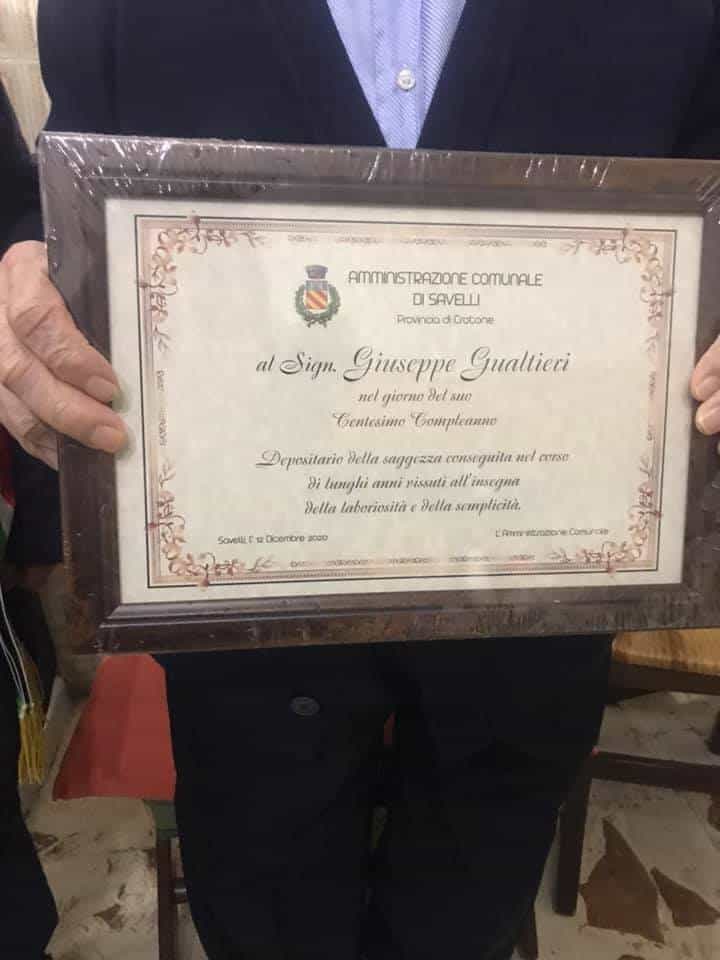 AMMINISTRAZIONE COMUNALE
DI SAVELLI
Provincia di Crotone
al Sign. Giuseppe Gualtieri
nel giorno del suo
Centesimo Compleanno
Depositario della saggezza conseguita nel corso
di lunghi anni vissuti all'insegna
della laboriosità e della semplicità.
Savelli, l' 12 Dicembre 2020
L'Amministrazione Comunale